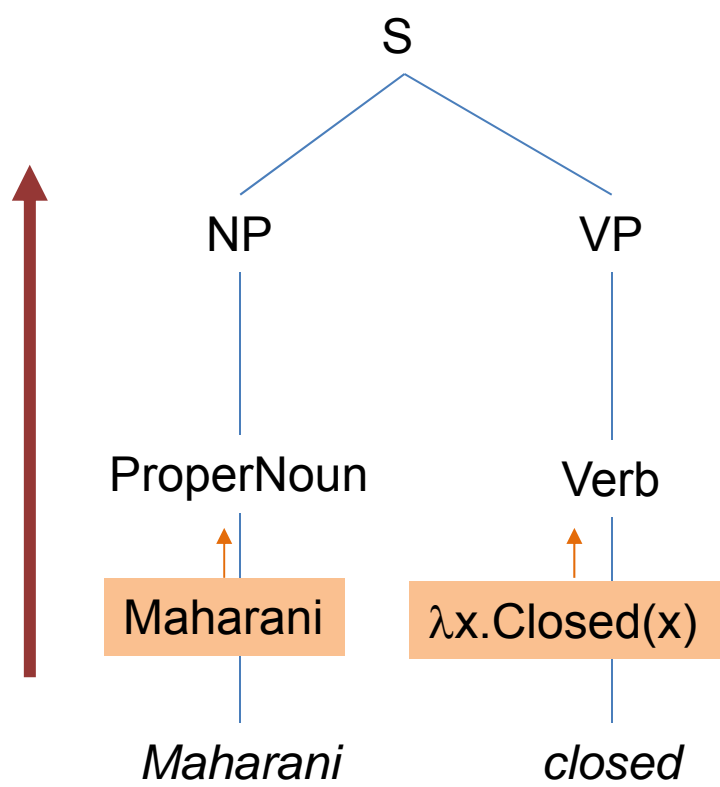 S
NP VP
ProperNoun Verb
Maharani λx.Closed(x)
Maharani closed